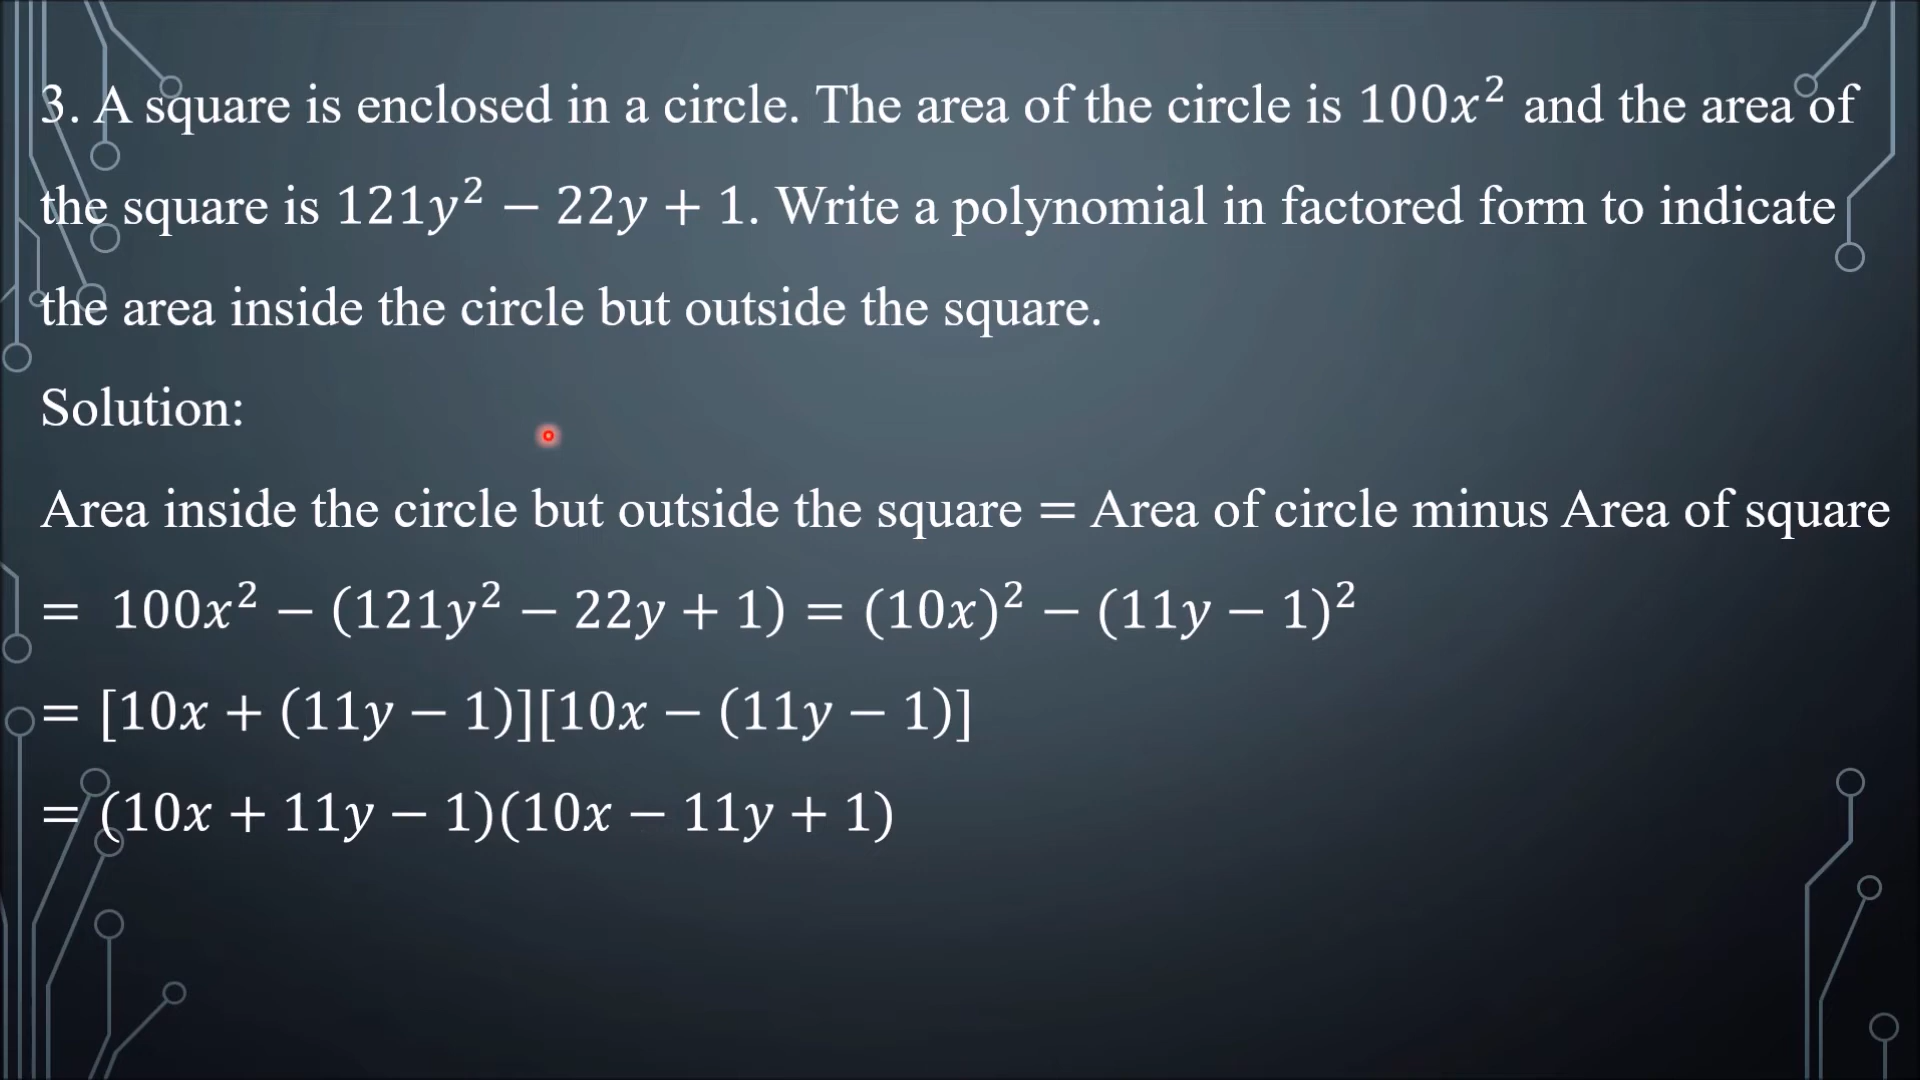 3. A square is enclosed in a circle. The area of the circle is 100x² and the area of
the square is 121y² − 22y + 1. Write a polynomial in factored form to indicate
the area inside the circle but outside the square.
Solution:
Area inside the circle but outside the square = Area of circle minus Area of square
= 100x² − (121y² − 22y + 1) = (10x)² − (11y − 1)²
= [10x + (11y − 1)][10x − (11y − 1)]
= (10x + 11y − 1)(10x − 11y + 1)